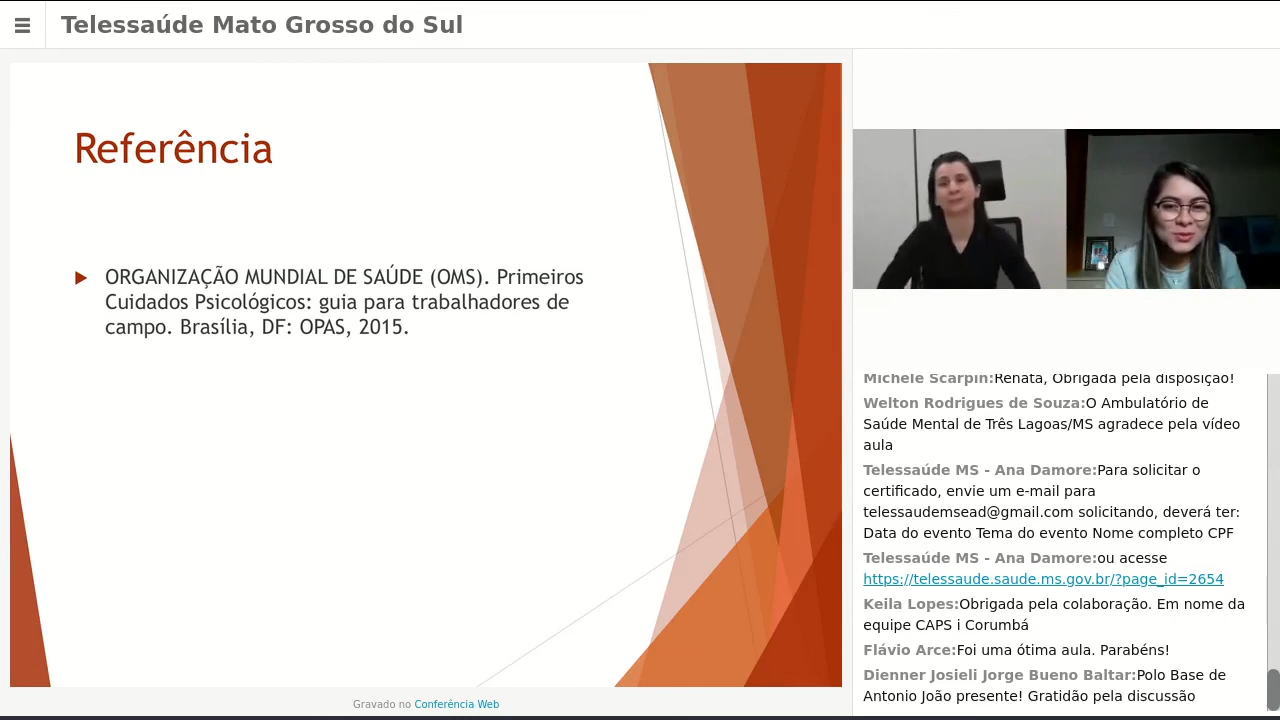 Telessaúde Mato Grosso do Sul
Referência
ORGANIZAÇÃO MUNDIAL DE SAÚDE (OMS). Primeiros
Cuidados Psicológicos: guia para trabalhadores de
campo. Brasília, DF: OPAS, 2015.
Gravado no Conferência Web
Michele Scarpin:Renata, Obrigada pela disposição!
Welton Rodrigues de Souza:O Ambulatório de
Saúde Mental de Três Lagoas/MS agradece pela vídeo
aula
Telessaúde MS - Ana Damore:Para solicitar o
certificado, envie um e-mail para
telessaudemsead@gmail.com solicitando, deverá ter:
Data do evento Tema do evento Nome completo CPF
Telessaúde MS - Ana Damore:ou acesse
https://telessaude.saude.ms.gov.br/?page_id=2654
Keila Lopes:Obrigada pela colaboração. Em nome da
equipe CAPS i Corumbá
Flávio Arce:Foi uma ótima aula. Parabéns!
Dienner Josieli Jorge Bueno Baltar:Polo Base de
Antonio João presente! Gratidão pela discussão